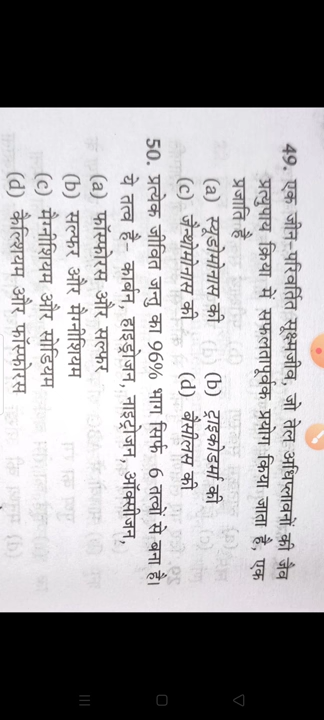 49. एक जीन-परिवर्तित सूक्ष्मजीव, जो तेल अधिप्लावकों की जैव
प्रत्युपाय क्रिया में सफलतापूर्वक प्रयोग किया जाता है, एक
प्रजाति है
(a) स्यूडोमोनास की (b) ट्राइकोडर्मा की
(c) जैन्थोमोनास की (d) बैसीलस की
50. प्रत्येक जीवित जन्तु का 96% भाग सिर्फ 6 तत्वों से बना है।
ये तत्व हैं- कार्बन, हाइड्रोजन, नाइट्रोजन, ऑक्सीजन,
(a) फॉस्फोरस और सल्फर
(b) सल्फर और मैग्नीशियम
(c) मैग्नीशियम और सोडियम
(d) कैल्शियम और फॉस्फोरस